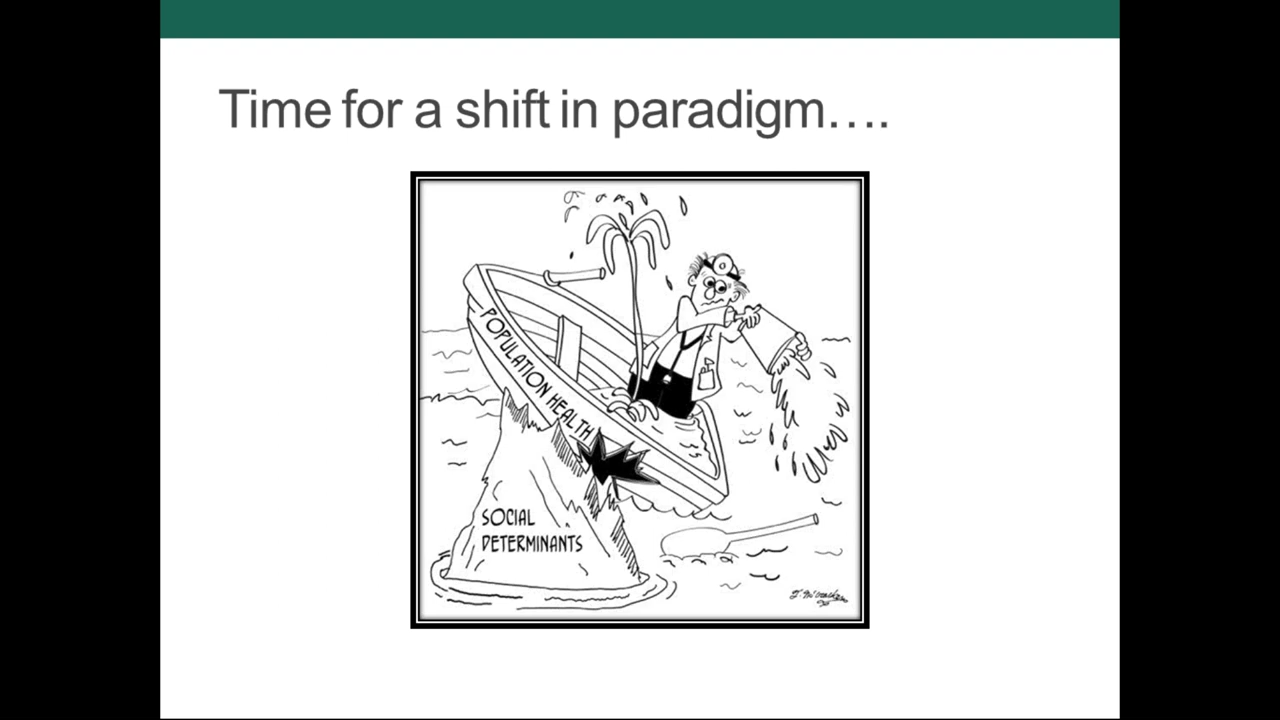 Time for a shift in paradigm….
POPULATION HEALTH
SOCIAL
DETERMINANTS